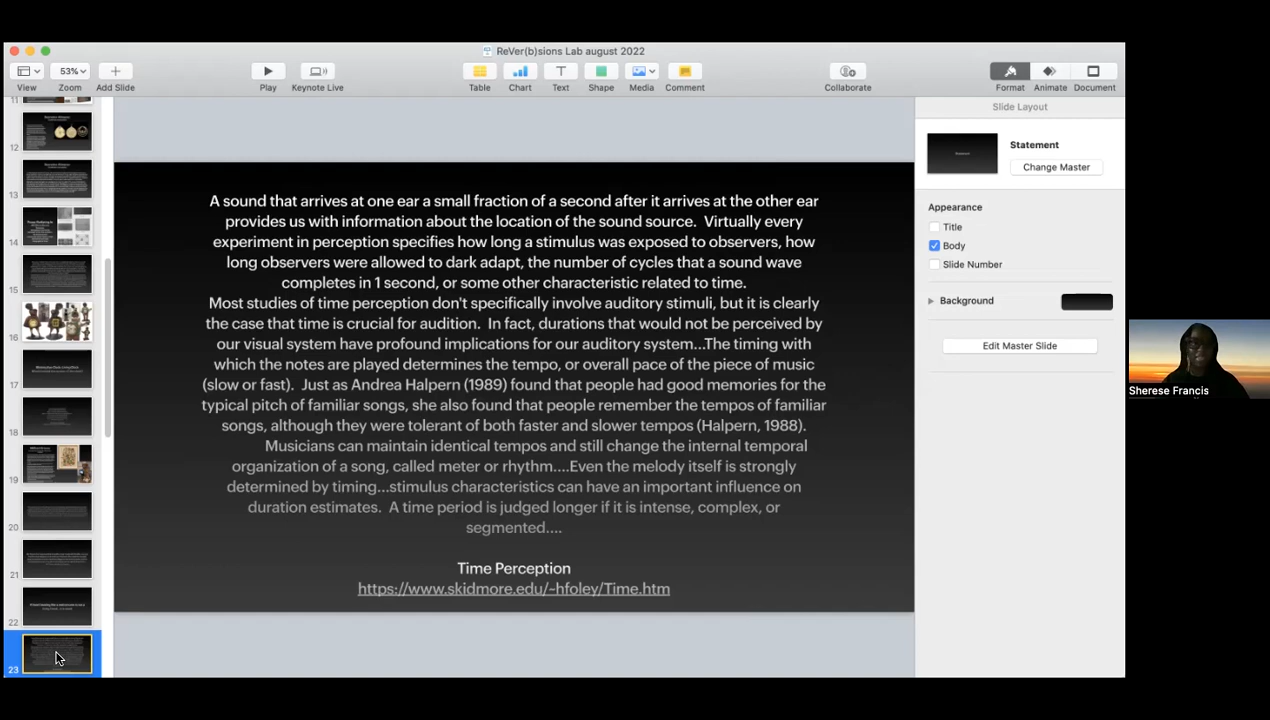 ReVer(b)sions Lab august 2022
53%
View
Zoom
Add Slide
Play
Keynote Live
Table
Chart
Text
Shape
Media
Comment
Collaborate
Format
Animate
Document
11
12
13
14
15
16
17
18
19
20
21
22
23
A sound that arrives at one ear a small fraction of a second after it arrives at the other ear
provides us with information about the location of the sound source.  Virtually every
experiment in perception specifies how long a stimulus was exposed to observers, how
long observers were allowed to dark adapt, the number of cycles that a sound wave
completes in 1 second, or some other characteristic related to time.
Most studies of time perception don't specifically involve auditory stimuli, but it is clearly
the case that time is crucial for audition.  In fact, durations that would not be perceived by
our visual system have profound implications for our auditory system...The timing with
which the notes are played determines the tempo, or overall pace of the piece of music
(slow or fast).  Just as Andrea Halpern (1989) found that people had good memories for the
typical pitch of familiar songs, she also found that people remember the tempos of familiar
songs, although they were tolerant of both faster and slower tempos (Halpern, 1988).
Musicians can maintain identical tempos and still change the internal temporal
organization of a song, called meter or rhythm....Even the melody itself is strongly
determined by timing...stimulus characteristics can have an important influence on
duration estimates.  A time period is judged longer if it is intense, complex, or
segmented....
Time Perception
https://www.skidmore.edu/~hfoley/Time.htm
Slide Layout
Statement
Statement
Change Master
Appearance
Title
Body
Slide Number
Background
Edit Master Slide
Sherese Francis